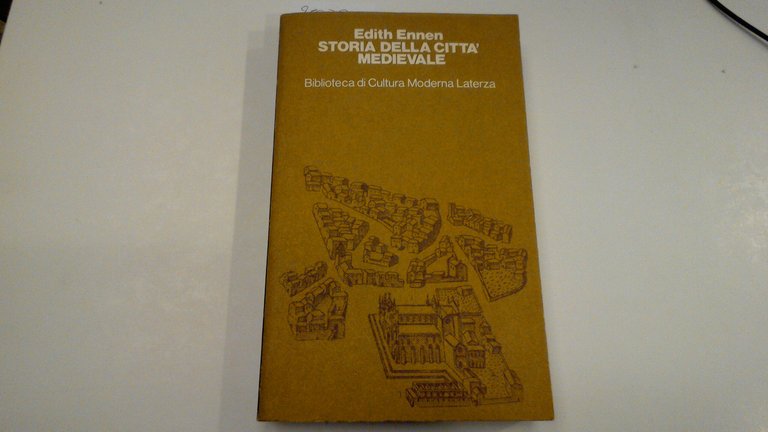 Edith Ennen
STORIA DELLA CITTA'
MEDIEVALE
Biblioteca di Cultura Moderna Laterza